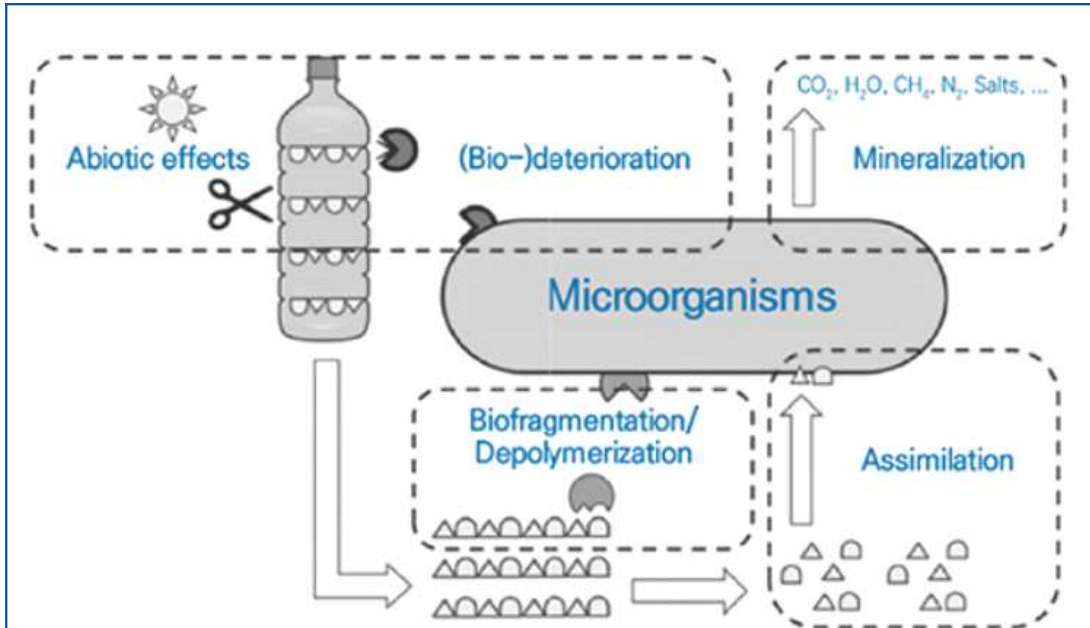 Abiotic effects
(Bio-)deterioration
CO₂, H₂O, CH₄, N₂, Salts, ...
Mineralization
Microorganisms
Biofragmentation/
Depolymerization
Assimilation